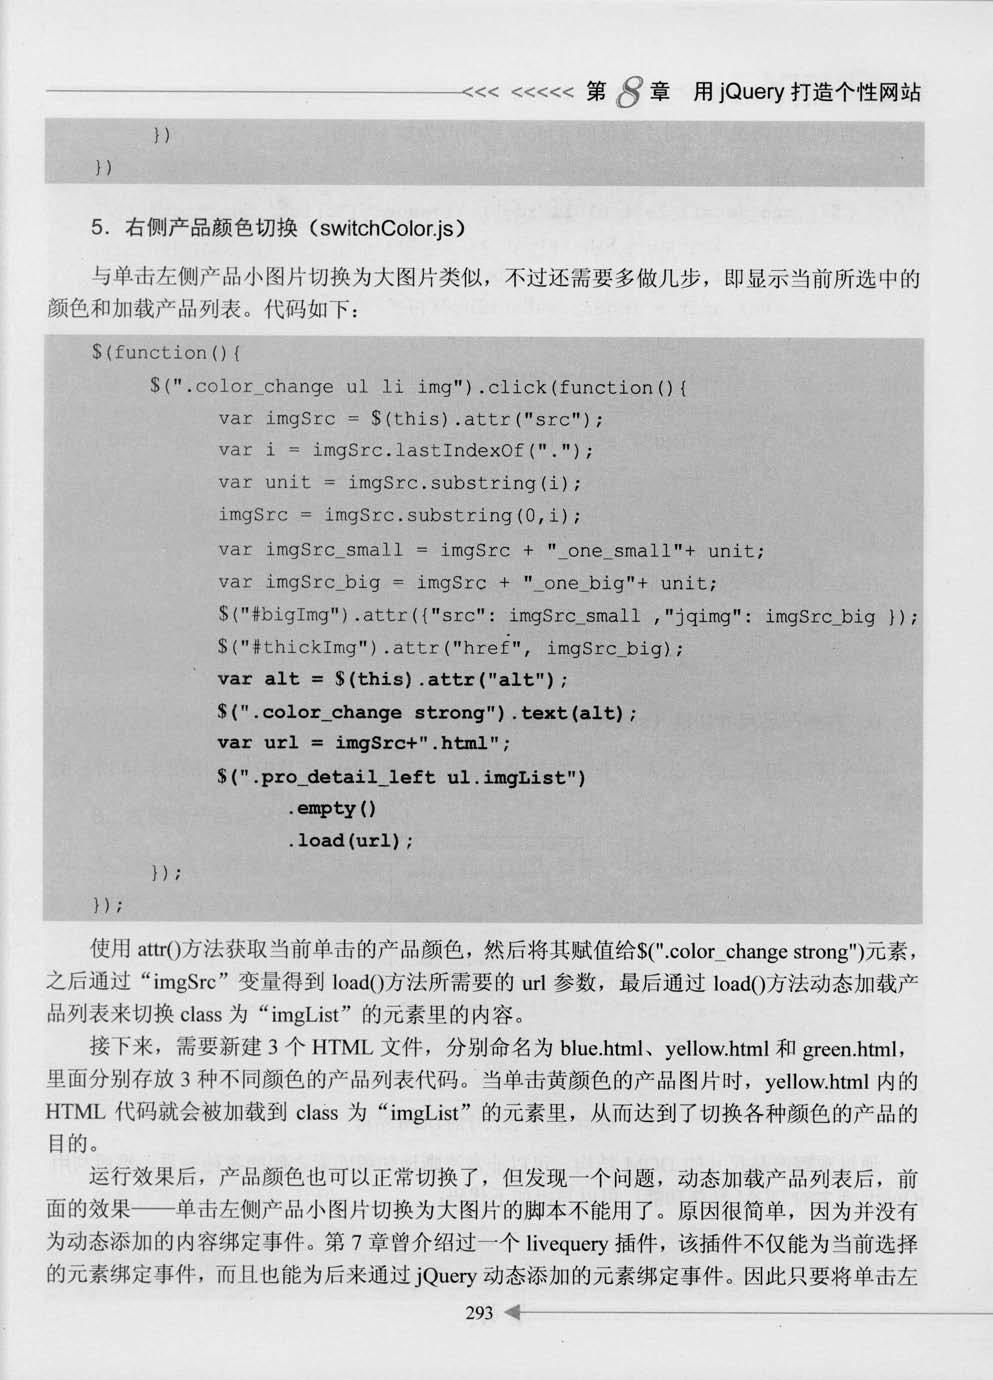 <<< <<<<< 第 8 章 用 jQuery 打造个性网站
})
})
5．右侧产品颜色切换（switchColor.js）
与单击左侧产品小图片切换为大图片类似，不过还需要多做几步，即显示当前所选中的
颜色和加载产品列表。代码如下：
$(function(){
$(".color_change ul li img").click(function(){
var imgSrc = $(this).attr("src");
var i = imgSrc.lastIndexOf(".");
var unit = imgSrc.substring(i);
imgSrc = imgSrc.substring(0,i);
var imgSrc_small = imgSrc + "_one_small"+ unit;
var imgSrc_big = imgSrc + "_one_big"+ unit;
$("#bigImg").attr({"src": imgSrc_small ,"jqimg": imgSrc_big });
$("#thickImg").attr("href", imgSrc_big);
var alt = $(this).attr("alt");
$(".color_change strong").text(alt);
var url = imgSrc+".html";
$(".pro_detail_left ul.imgList")
.empty()
.load(url);
});
});
使用 attr()方法获取当前单击的产品颜色，然后将其赋值给$(".color_change strong")元素，
之后通过“imgSrc”变量得到 load()方法所需要的 url 参数，最后通过 load()方法动态加载产
品列表来切换 class 为“imgList”的元素里的内容。
接下来，需要新建 3 个 HTML 文件，分别命名为 blue.html、yellow.html 和 green.html，
里面分别存放 3 种不同颜色的产品列表代码。当单击黄颜色的产品图片时，yellow.html 内的
HTML 代码就会被加载到 class 为“imgList”的元素里，从而达到了切换各种颜色的产品的
目的。
运行效果后，产品颜色也可以正常切换了，但发现一个问题，动态加载产品列表后，前
面的效果——单击左侧产品小图片切换为大图片的脚本不能用了。原因很简单，因为并没有
为动态添加的内容绑定事件。第 7 章曾介绍过一个 livequery 插件，该插件不仅能为当前选择
的元素绑定事件，而且也能为后来通过 jQuery 动态添加的元素绑定事件。因此只要将单击左
293